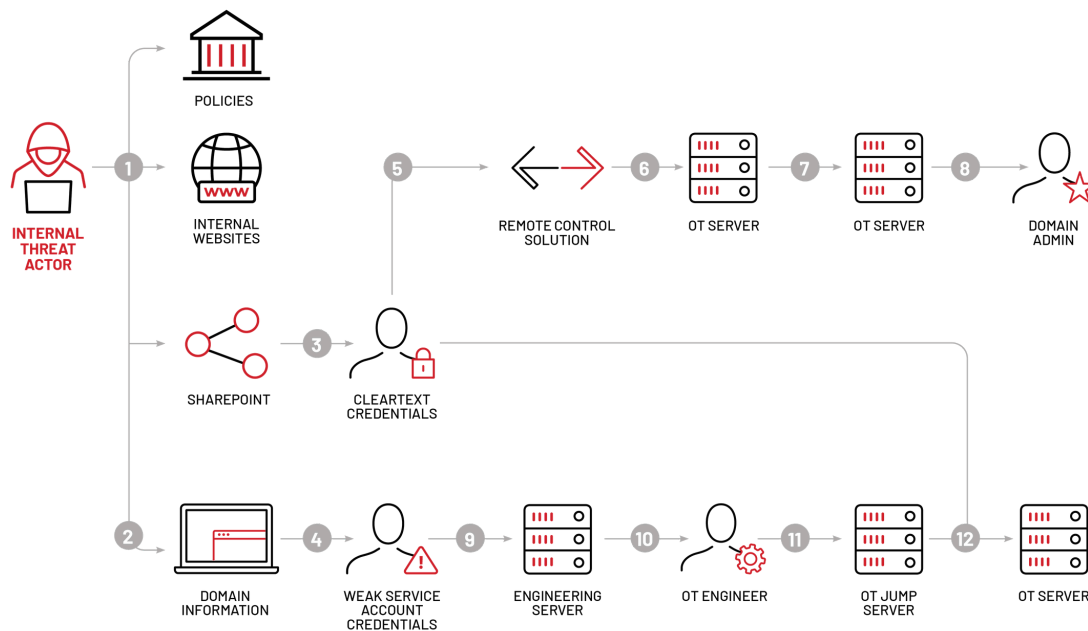 POLICIES
1
INTERNAL
THREAT
ACTOR
WWW
INTERNAL
WEBSITES
5
REMOTE CONTROL
SOLUTION
6
OT SERVER
7
OT SERVER
8
DOMAIN
ADMIN
SHAREPOINT
3
CLEARTEXT
CREDENTIALS
2
DOMAIN
INFORMATION
4
!
WEAK SERVICE
ACCOUNT
CREDENTIALS
9
ENGINEERING
SERVER
10
OT ENGINEER
11
OT JUMP
SERVER
12
OT SERVER